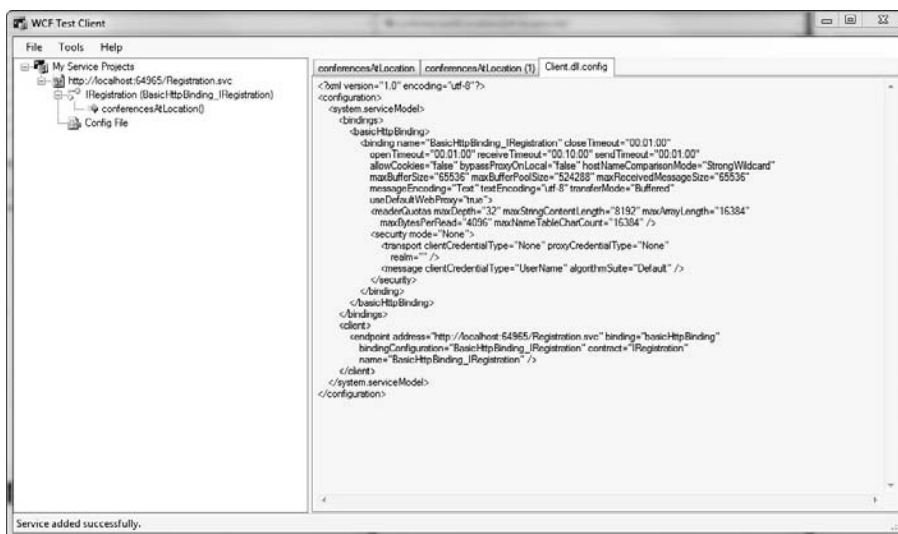 WCF Test Client
File Tools Help
My Service Projects
http://localhost:64965/Registration.svc
IRegistration (BasicHttpBinding_IRegistration)
conferencesAtLocation()
Config File
conferencesAtLocation conferencesAtLocation (1) Client.dll.config
<?xml version="1.0" encoding="utf-8"?>
<configuration>
<system.serviceModel>
<bindings>
<basicHttpBinding>
<binding name="BasicHttpBinding_IRegistration" closeTimeout="00:01:00"
openTimeout="00:01:00" receiveTimeout="00:10:00" sendTimeout="00:01:00"
allowCookies="false" bypassProxyOnLocal="false" hostNameComparisonMode="StrongWildcard"
maxBufferSize="65536" maxBufferPoolSize="524288" maxReceivedMessageSize="65536"
messageEncoding="Text" textEncoding="utf-8" transferMode="Buffered"
useDefaultWebProxy="true">
<readerQuotas maxDepth="32" maxStringContentLength="8192" maxArrayLength="16384"
maxBytesPerRead="4096" maxNameTableCharCount="16384" />
<security mode="None">
<transport clientCredentialType="None" proxyCredentialType="None"
realm="" />
<message clientCredentialType="UserName" algorithmSuite="Default" />
</security>
</binding>
</basicHttpBinding>
</bindings>
<client>
<endpoint address="http://localhost:64965/Registration.svc" binding="basicHttpBinding"
bindingConfiguration="BasicHttpBinding_IRegistration" contract="IRegistration"
name="BasicHttpBinding_IRegistration" />
</client>
</system.serviceModel>
</configuration>
Service added successfully.